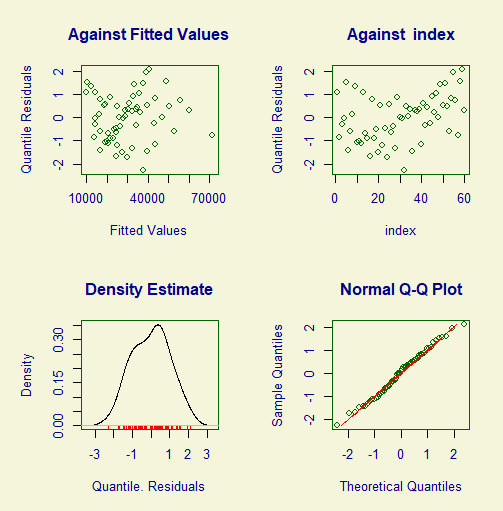 Against Fitted Values
Quantile Residuals
2
1
0
-1
-2
10000 40000 70000
Fitted Values
Against index
Quantile Residuals
2
1
0
-1
-2
0 20 40 60
index
Density Estimate
Density
0.30
0.15
0.00
-3 -1 1 2 3
Quantile. Residuals
Normal Q-Q Plot
Sample Quantiles
2
1
0
-1
-2
-2 -1 0 1 2
Theoretical Quantiles